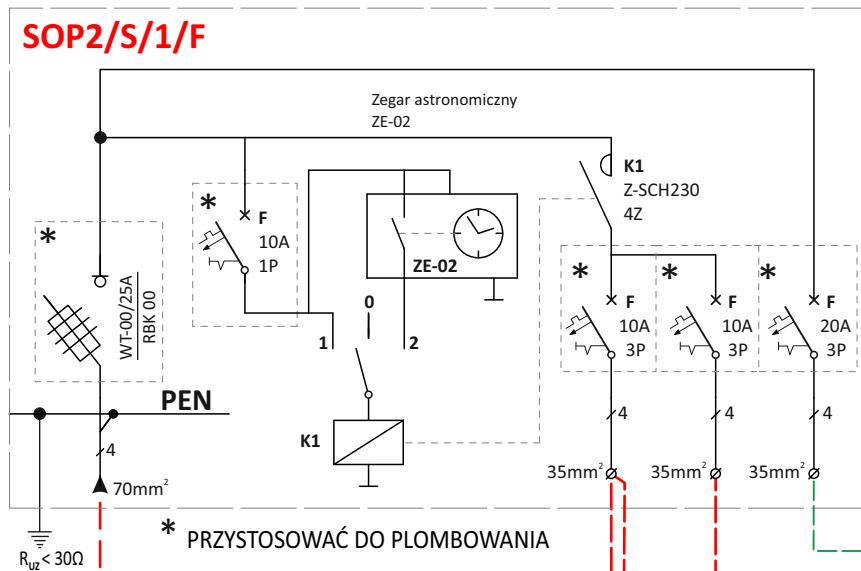 SOP2/S/1/F
Zegar astronomiczny
ZE-02
K1
Z-SCH230
4Z
*
WT-00/25A
RBK 00
*
F
10A
1P
ZE-02
0
1
2
K1
*
F
10A
3P
*
F
10A
3P
*
F
20A
3P
PEN
4
4
4
4
70mm²
35mm²
35mm²
35mm²
R_uz< 30Ω
* PRZYSTOSOWAĆ DO PLOMBOWANIA